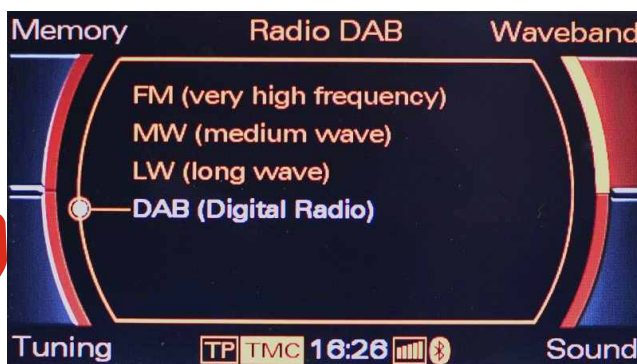 Memory Radio DAB Waveband
FM (very high frequency)
MW (medium wave)
LW (long wave)
DAB (Digital Radio)
Tuning TP TMC 16:26 Sound